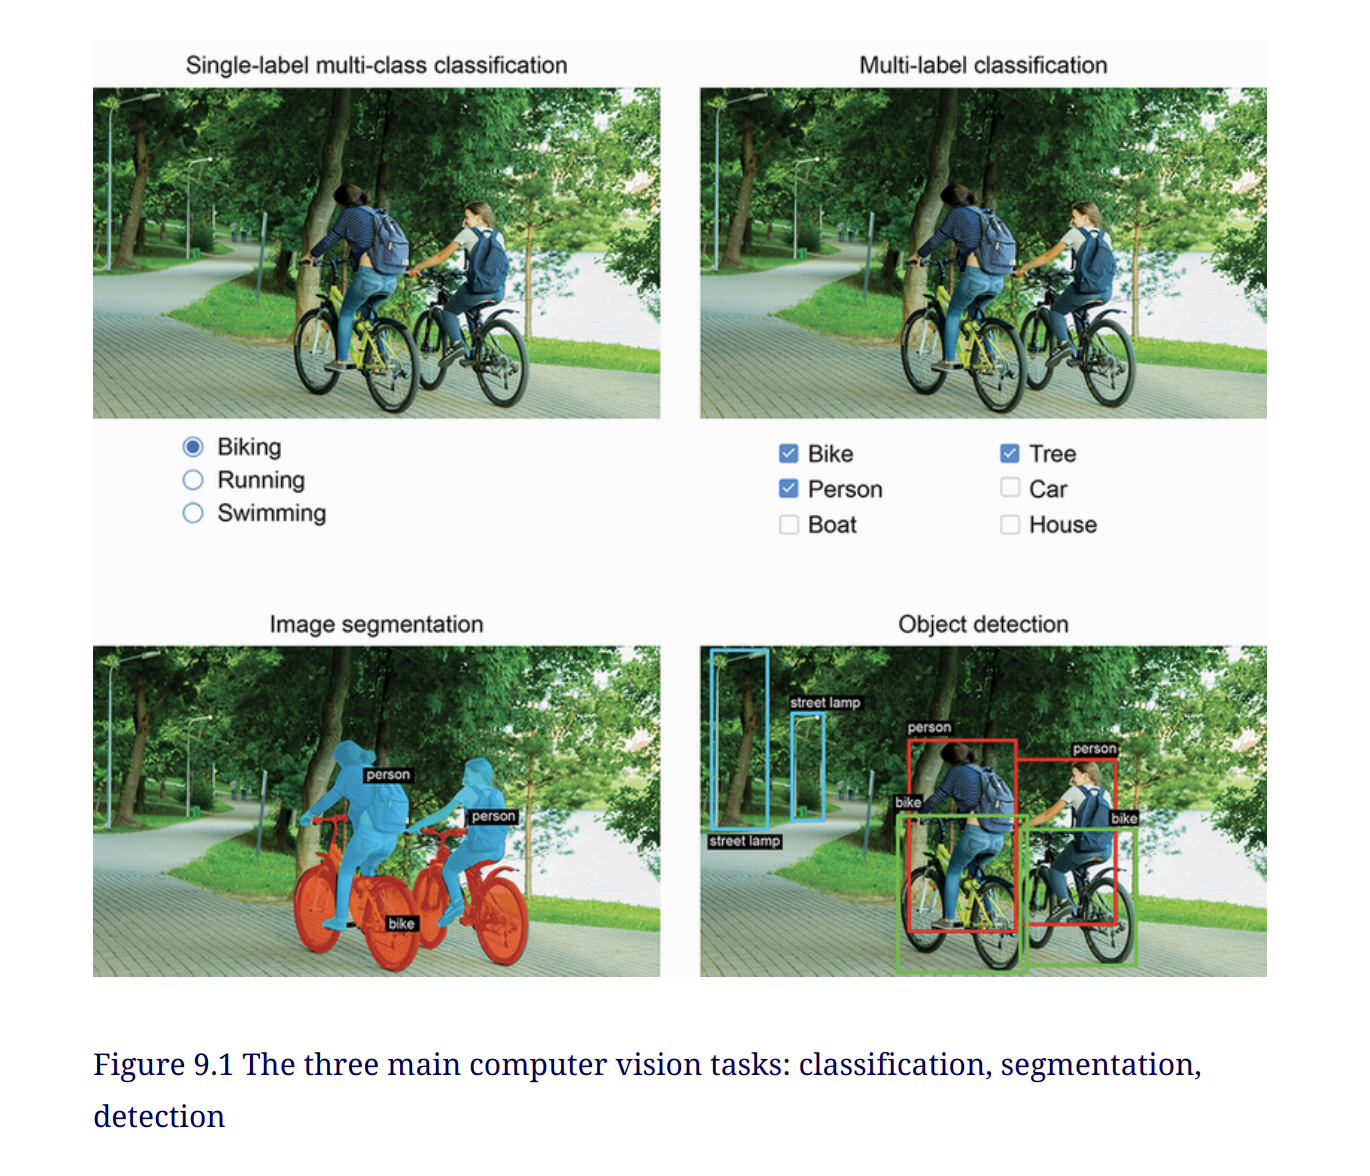 Single-label multi-class classification
Multi-label classification
Biking
Running
Swimming
Bike
Tree
Person
Car
Boat
House
Image segmentation
Object detection
person
person
bike
street lamp
person
person
bike
bike
street lamp
Figure 9.1 The three main computer vision tasks: classification, segmentation,
detection